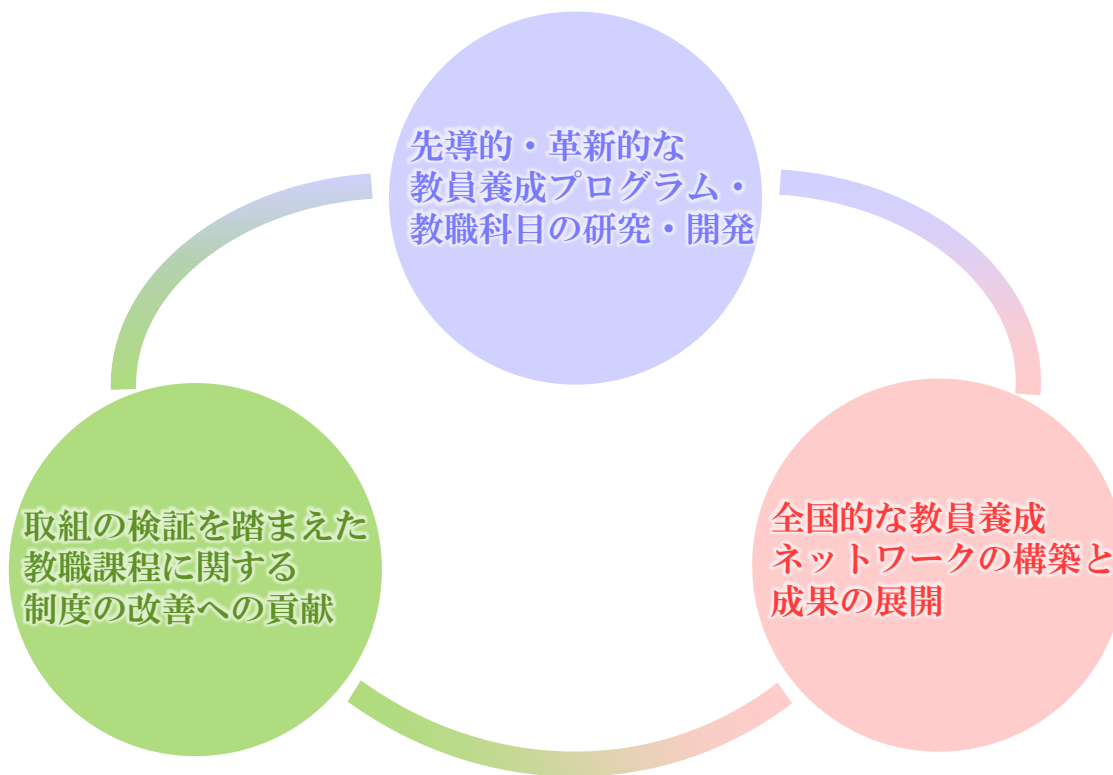 先導的・革新的な
教員養成プログラム・
教職科目の研究・開発
取組の検証を踏まえた
教職課程に関する
制度の改善への貢献
全国的な教員養成
ネットワークの構築と
成果の展開